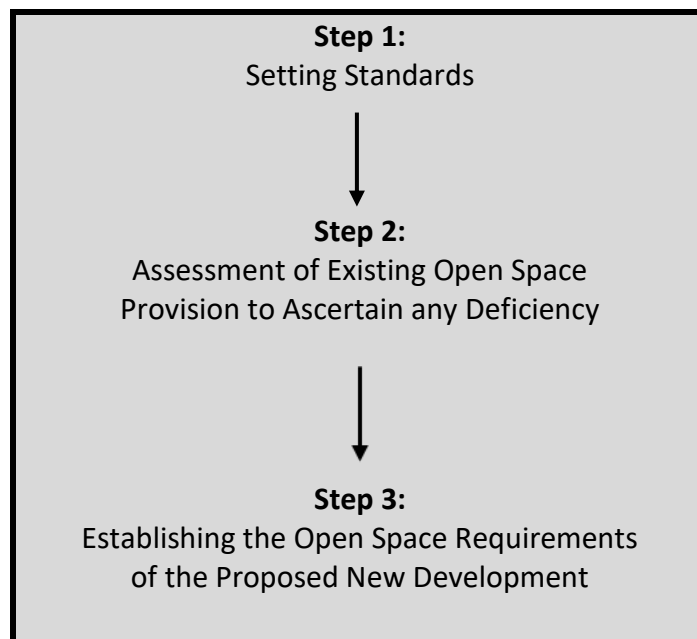 Step 1:
Setting Standards
Step 2:
Assessment of Existing Open Space
Provision to Ascertain any Deficiency
Step 3:
Establishing the Open Space Requirements
of the Proposed New Development